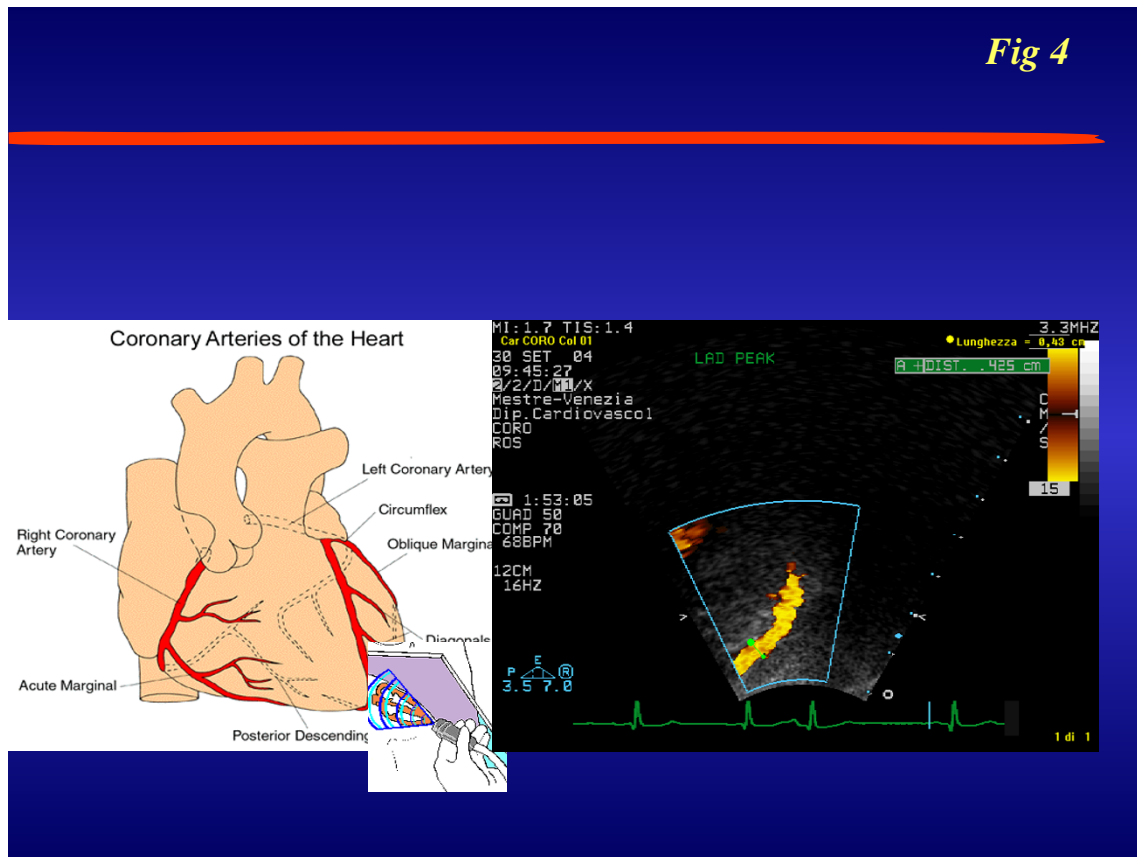 Fig 4
Coronary Arteries of the Heart
Left Coronary Artery
Circumflex
Right Coronary
Artery
Oblique Margina
Diagonals
Acute Marginal
Posterior Descending
MI:1.7 TIS:1.4
3.3MHZ
Car CORO Col 01
Lunghezza = 0,43 cm
30 SET 04
LAD PEAK
A +DIST. .425 cm
09:45:27
2/2/D/M1/X
Mestre-Venezia
Dip.Cardiovascol
CORO
ROS
C
M
/
S
15
1:53:05
GUAD 50
COMP 70
68BPM
12CM
16HZ
P E R
3.5 7.0
1 di 1